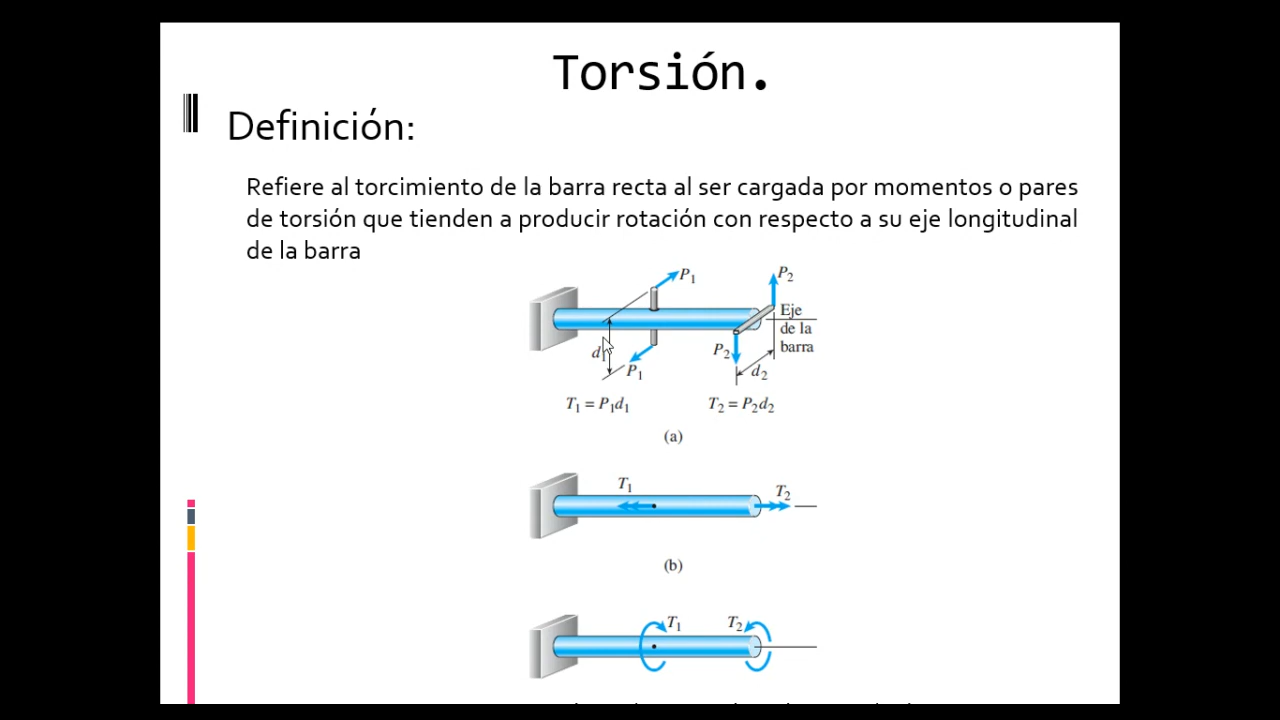 Torsión.
Definición:
Refiere al torcimiento de la barra recta al ser cargada por momentos o pares
de torsión que tienden a producir rotación con respecto a su eje longitudinal
de la barra
P1
P2
Eje
de la
barra
d1
P1
P2
d2
T1 = P1d1
T2 = P2d2
(a)
T1
T2
(b)
T1
T2